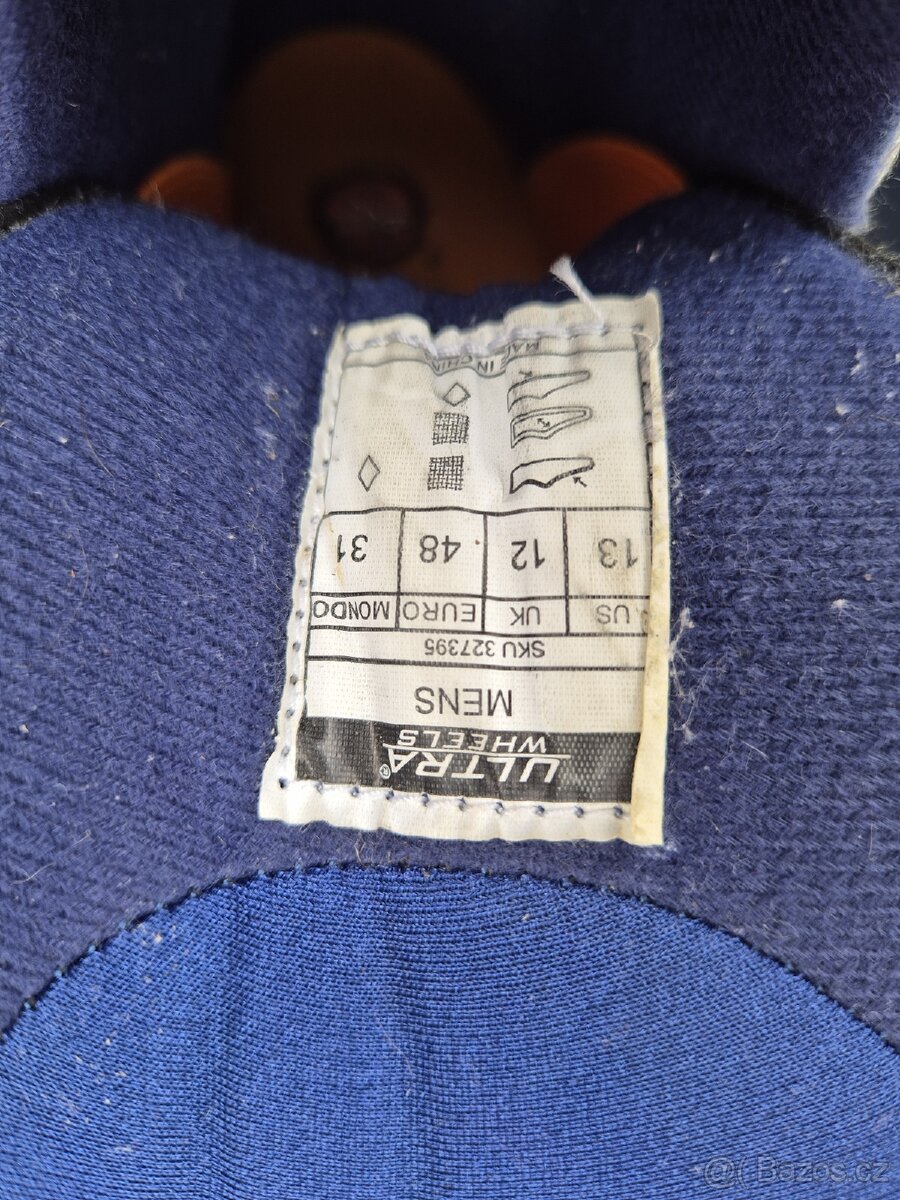 ULTRA®
WHEELS
MENS
SKU 327395
US UK EURO MONDO
13 12 48 31
MADE IN CHINA
@( Bazos.cz